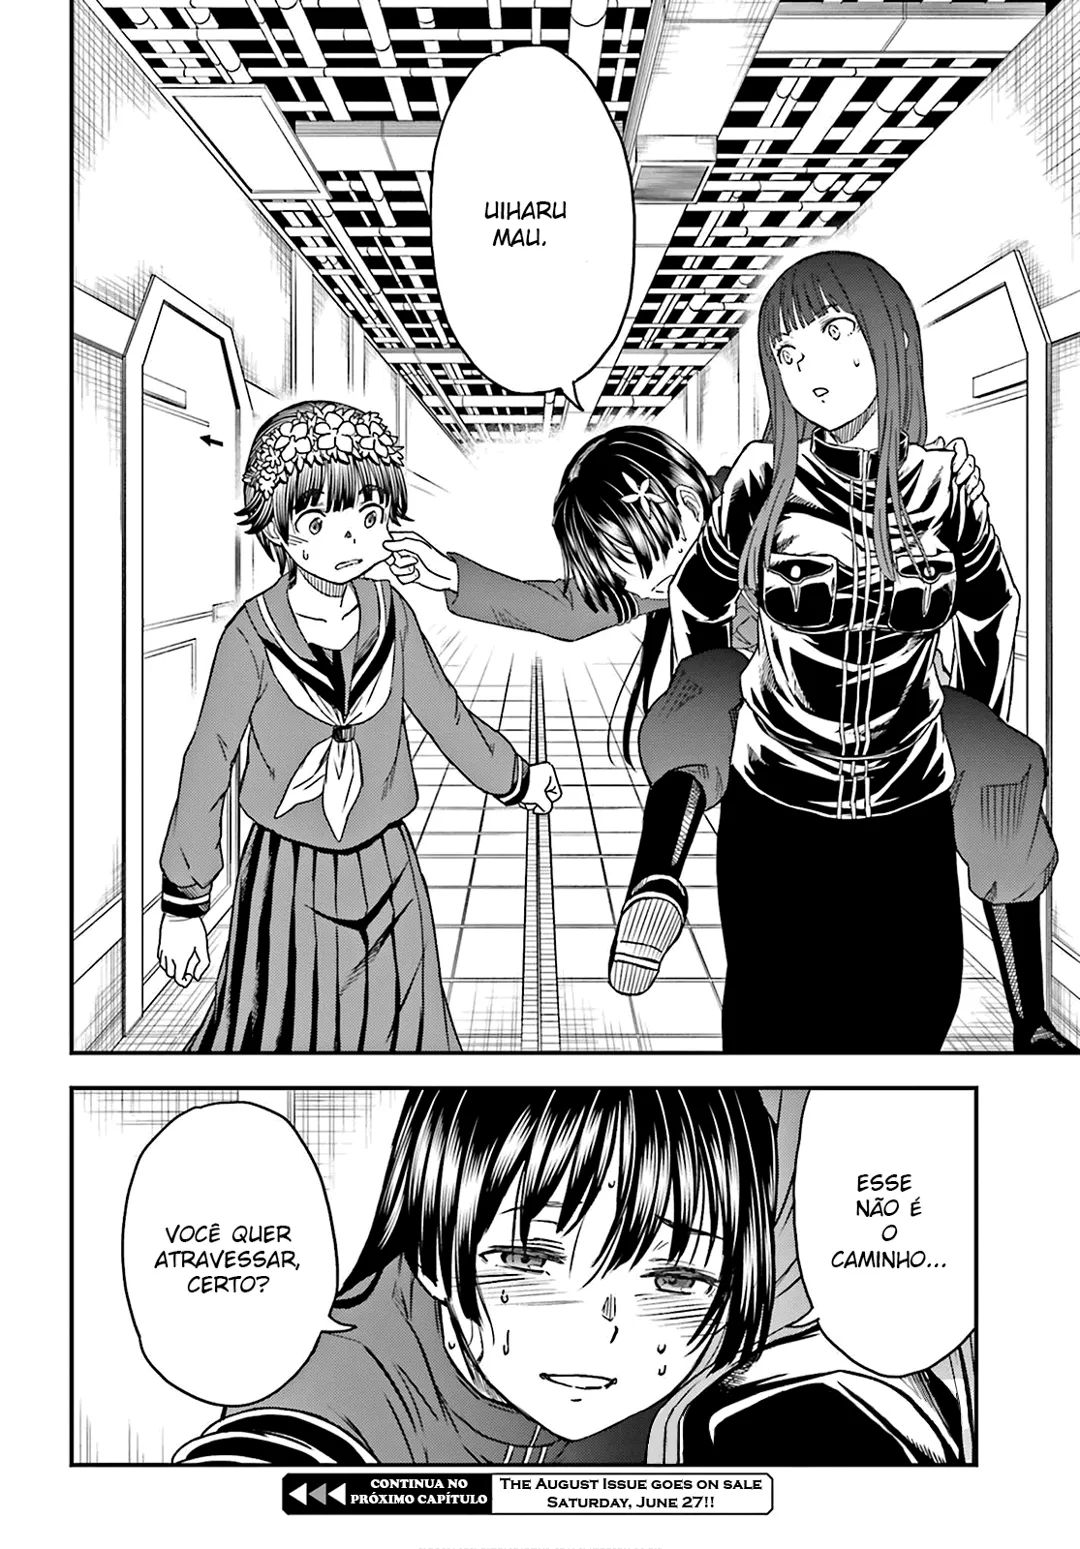 UIHARU
MAU.
ESSE
NÃO É
O
CAMINHO...
VOCÊ QUER
ATRAVESSAR,
CERTO?
CONTINUA NO
PRÓXIMO CAPÍTULO
THE AUGUST ISSUE GOES ON SALE
SATURDAY, JUNE 27!!